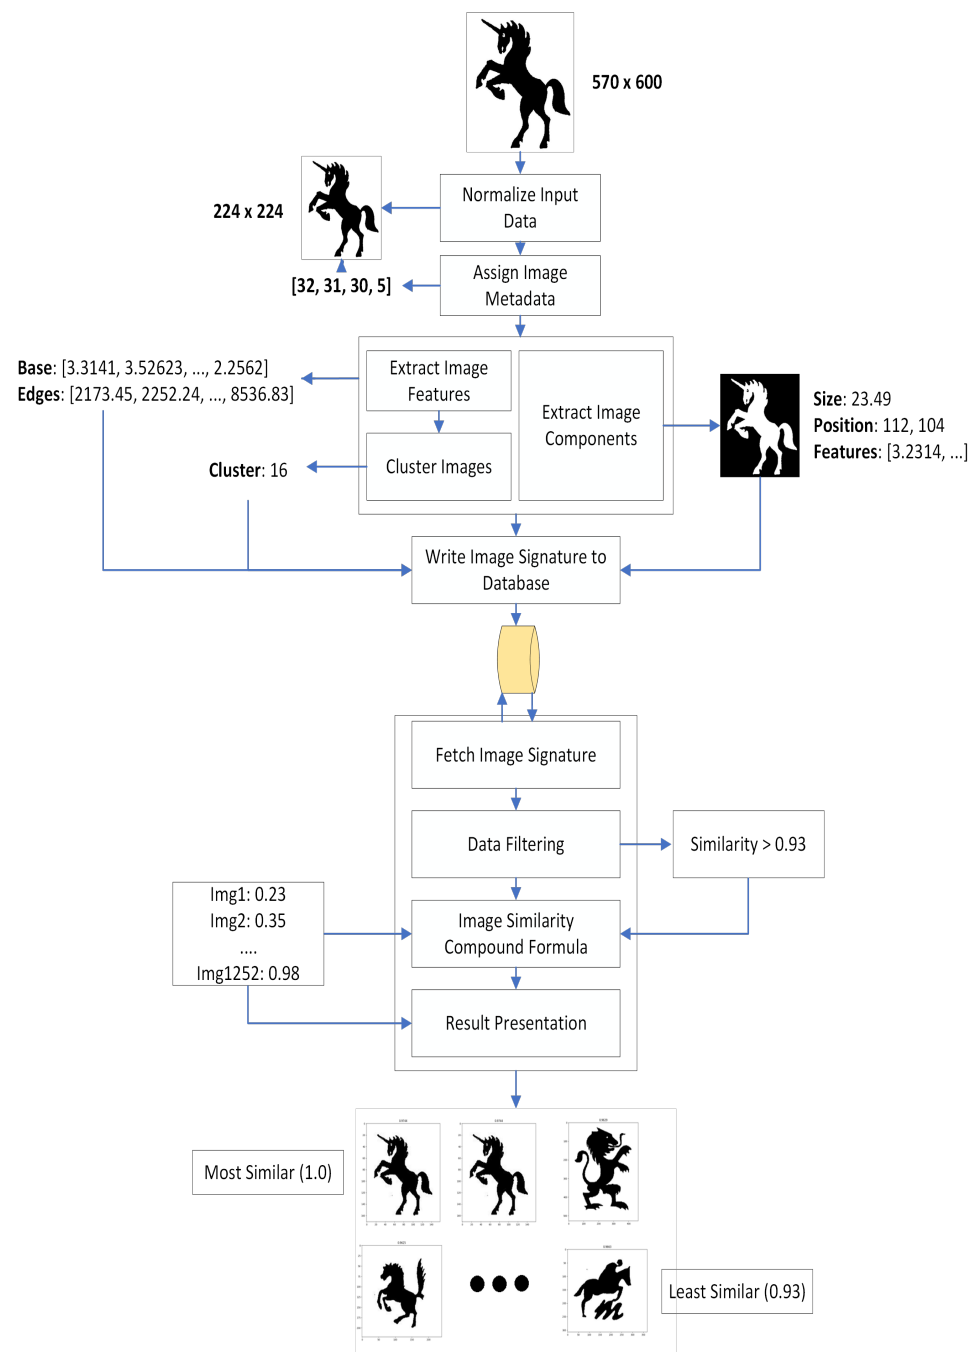 570 x 600
Normalize Input
Data
224 x 224
Assign Image
Metadata
[32, 31, 30, 5]
Base: [3.3141, 3.52623, ..., 2.2562]
Edges: [2173.45, 2252.24, ..., 8536.83]
Extract Image
Features
Extract Image
Components
Size: 23.49
Position: 112, 104
Features: [3.2314, ...]
Cluster: 16
Cluster Images
Write Image Signature to
Database
Fetch Image Signature
Data Filtering
Similarity > 0.93
Img1: 0.23
Img2: 0.35
....
Img1252: 0.98
Image Similarity
Compound Formula
Result Presentation
Most Similar (1.0)
Least Similar (0.93)